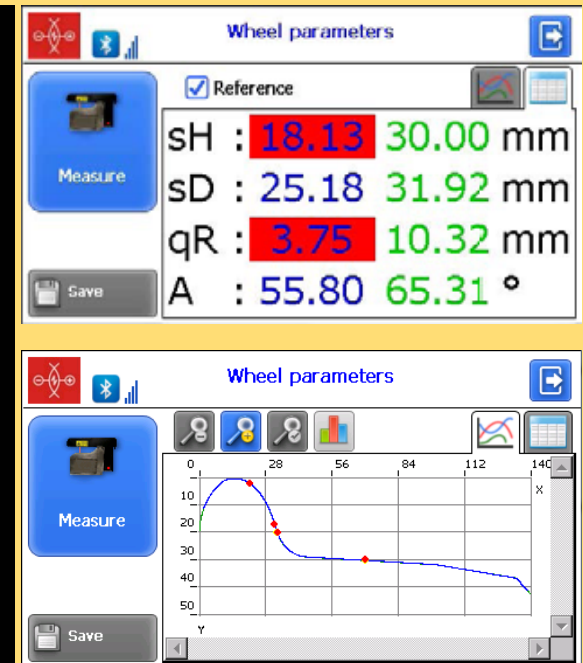 Wheel parameters
Reference
Measure
sH : 18.13 30.00 mm
sD : 25.18 31.92 mm
qR : 3.75 10.32 mm
A : 55.80 65.31 °
Save
Wheel parameters
Measure
0 28 56 84 112 140
X
10
20
30
40
50
Y
Save